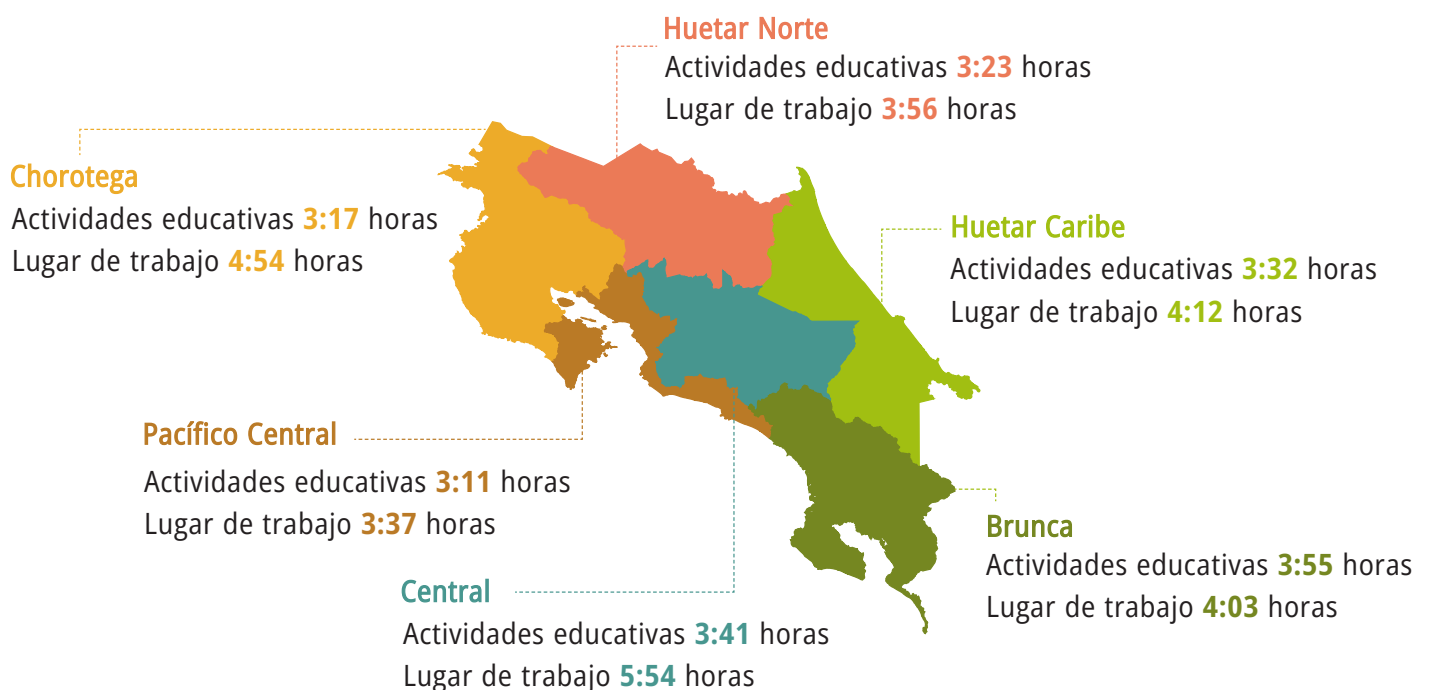 Huetar Norte
Actividades educativas 3:23 horas
Lugar de trabajo 3:56 horas
Chorotega
Actividades educativas 3:17 horas
Lugar de trabajo 4:54 horas
Huetar Caribe
Actividades educativas 3:32 horas
Lugar de trabajo 4:12 horas
Pacífico Central
Actividades educativas 3:11 horas
Lugar de trabajo 3:37 horas
Brunca
Actividades educativas 3:55 horas
Lugar de trabajo 4:03 horas
Central
Actividades educativas 3:41 horas
Lugar de trabajo 5:54 horas